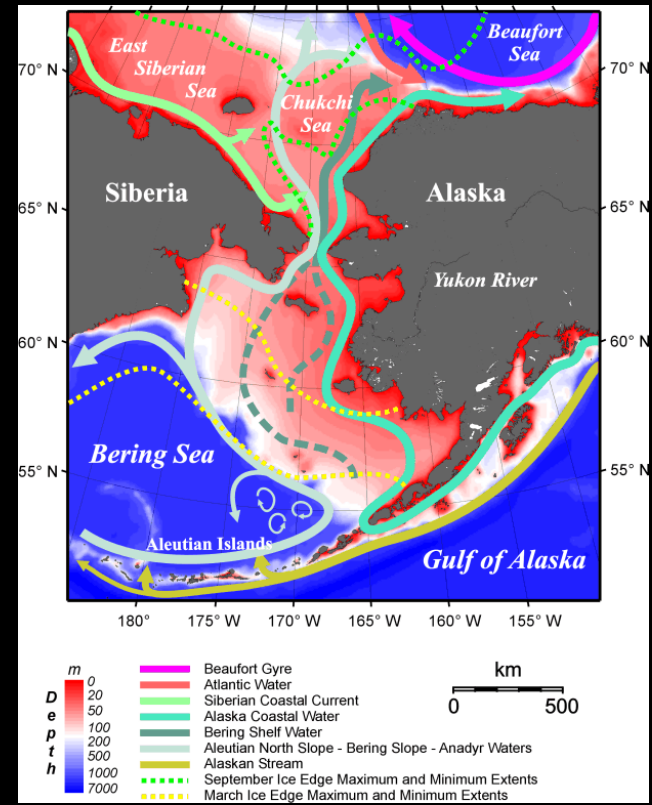 East
Siberian
Sea
Beaufort
Sea
Chukchi
Sea
70° N
70° N
Siberia
Alaska
65° N
65° N
Yukon River
60° N
60° N
Bering Sea
55° N
55° N
Aleutian Islands
Gulf of Alaska
180°
175° W
170° W
165° W
160° W
155° W
m
Depth
0
20
50
100
200
500
1000
7000
Beaufort Gyre
Atlantic Water
Siberian Coastal Current
Alaska Coastal Water
Bering Shelf Water
Aleutian North Slope - Bering Slope - Anadyr Waters
Alaskan Stream
September Ice Edge Maximum and Minimum Extents
March Ice Edge Maximum and Minimum Extents
km
0 500